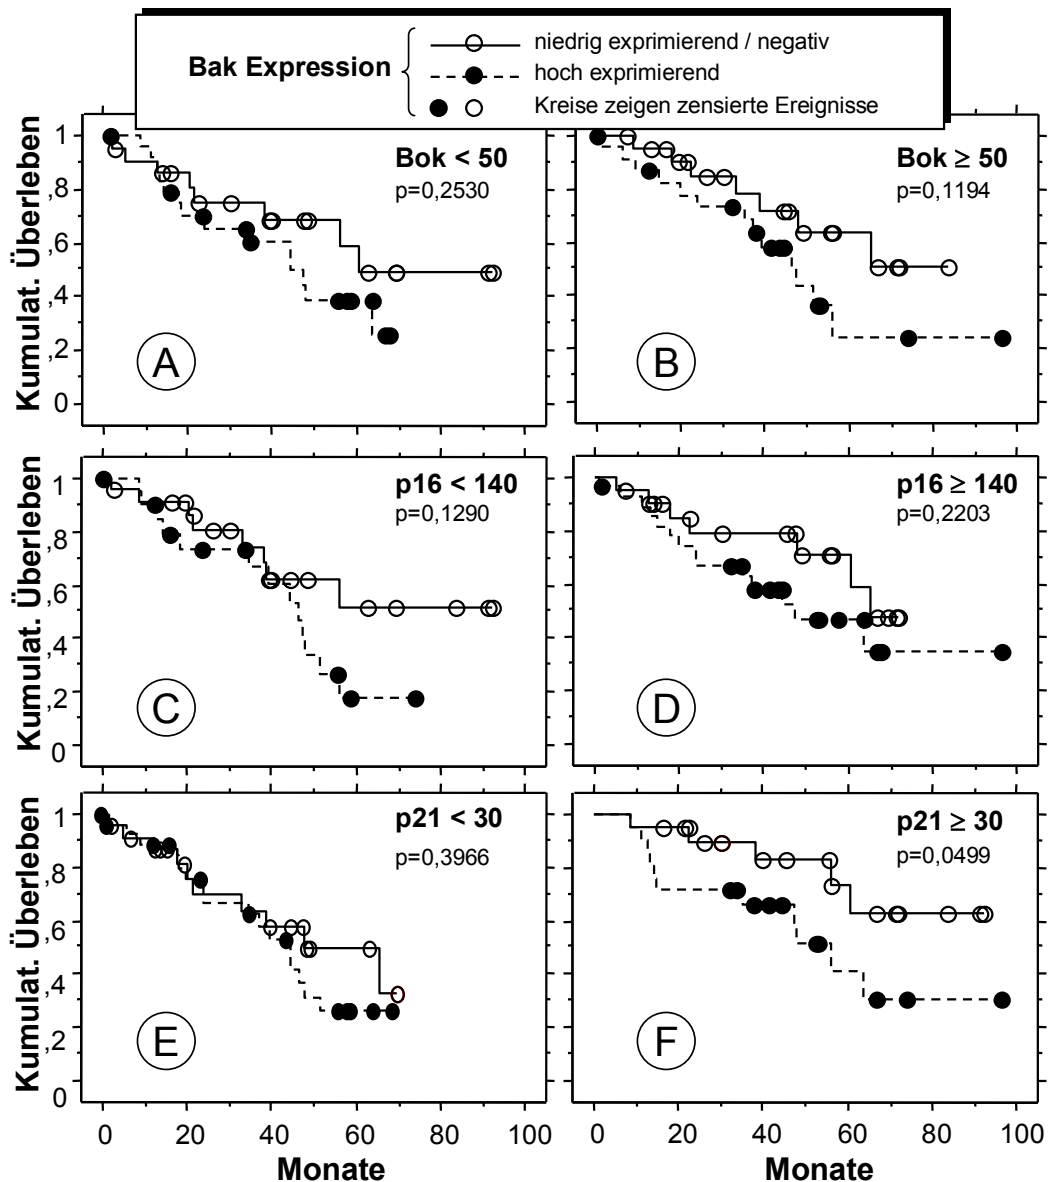 Bak Expression
niedrig exprimierend / negativ
hoch exprimierend
Kreise zeigen zensierte Ereignisse
Kumulat. Überleben
1
,8
,6
,4
,2
0
Bok < 50
p=0,2530
A
Bok ≥ 50
p=0,1194
B
Kumulat. Überleben
1
,8
,6
,4
,2
0
p16 < 140
p=0,1290
C
p16 ≥ 140
p=0,2203
D
Kumulat. Überleben
1
,8
,6
,4
,2
0
p21 < 30
p=0,3966
E
p21 ≥ 30
p=0,0499
F
0 20 40 60 80 100
Monate
0 20 40 60 80 100
Monate